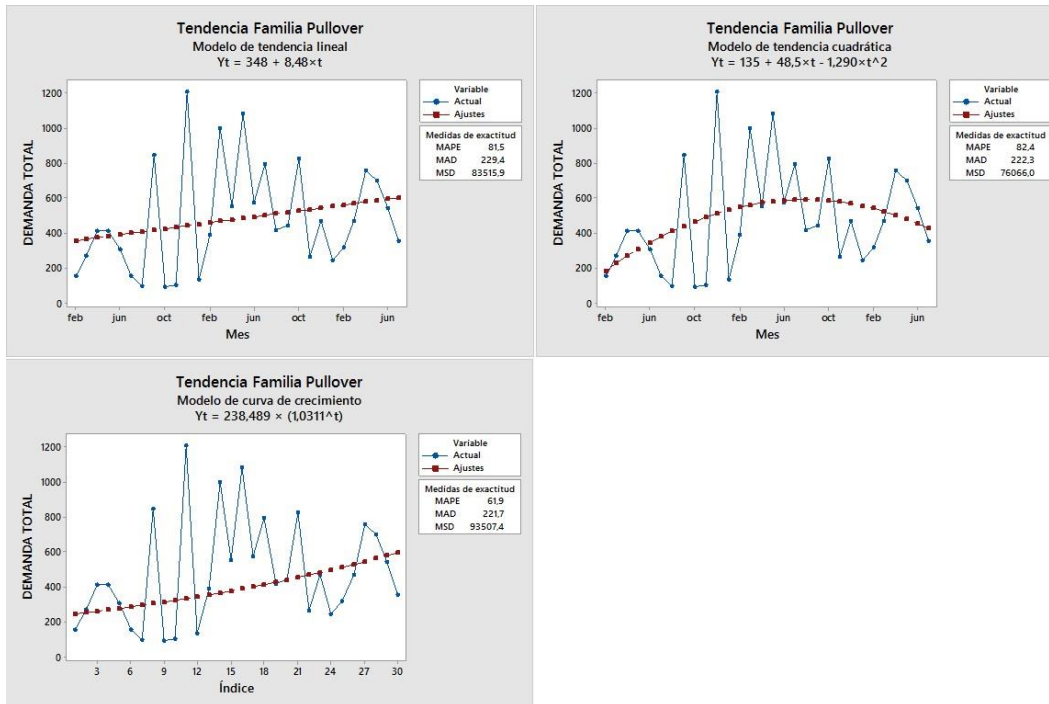 Tendencia Familia Pullover
Modelo de tendencia lineal
Yt = 348 + 8,48×t
DEMANDA TOTAL
1200
1000
800
600
400
200
0
feb jun oct feb jun oct feb jun
Mes
Variable
Actual
Ajustes
Medidas de exactitud
MAPE 81,5
MAD 229,4
MSD 83515,9
Tendencia Familia Pullover
Modelo de tendencia cuadrática
Yt = 135 + 48,5×t - 1,290×t^2
DEMANDA TOTAL
1200
1000
800
600
400
200
0
feb jun oct feb jun oct feb jun
Mes
Variable
Actual
Ajustes
Medidas de exactitud
MAPE 82,4
MAD 222,3
MSD 76066,0
Tendencia Familia Pullover
Modelo de curva de crecimiento
Yt = 238,489 × (1,0311^t)
DEMANDA TOTAL
1200
1000
800
600
400
200
0
3 6 9 12 15 18 21 24 27 30
Índice
Variable
Actual
Ajustes
Medidas de exactitud
MAPE 61,9
MAD 221,7
MSD 93507,4